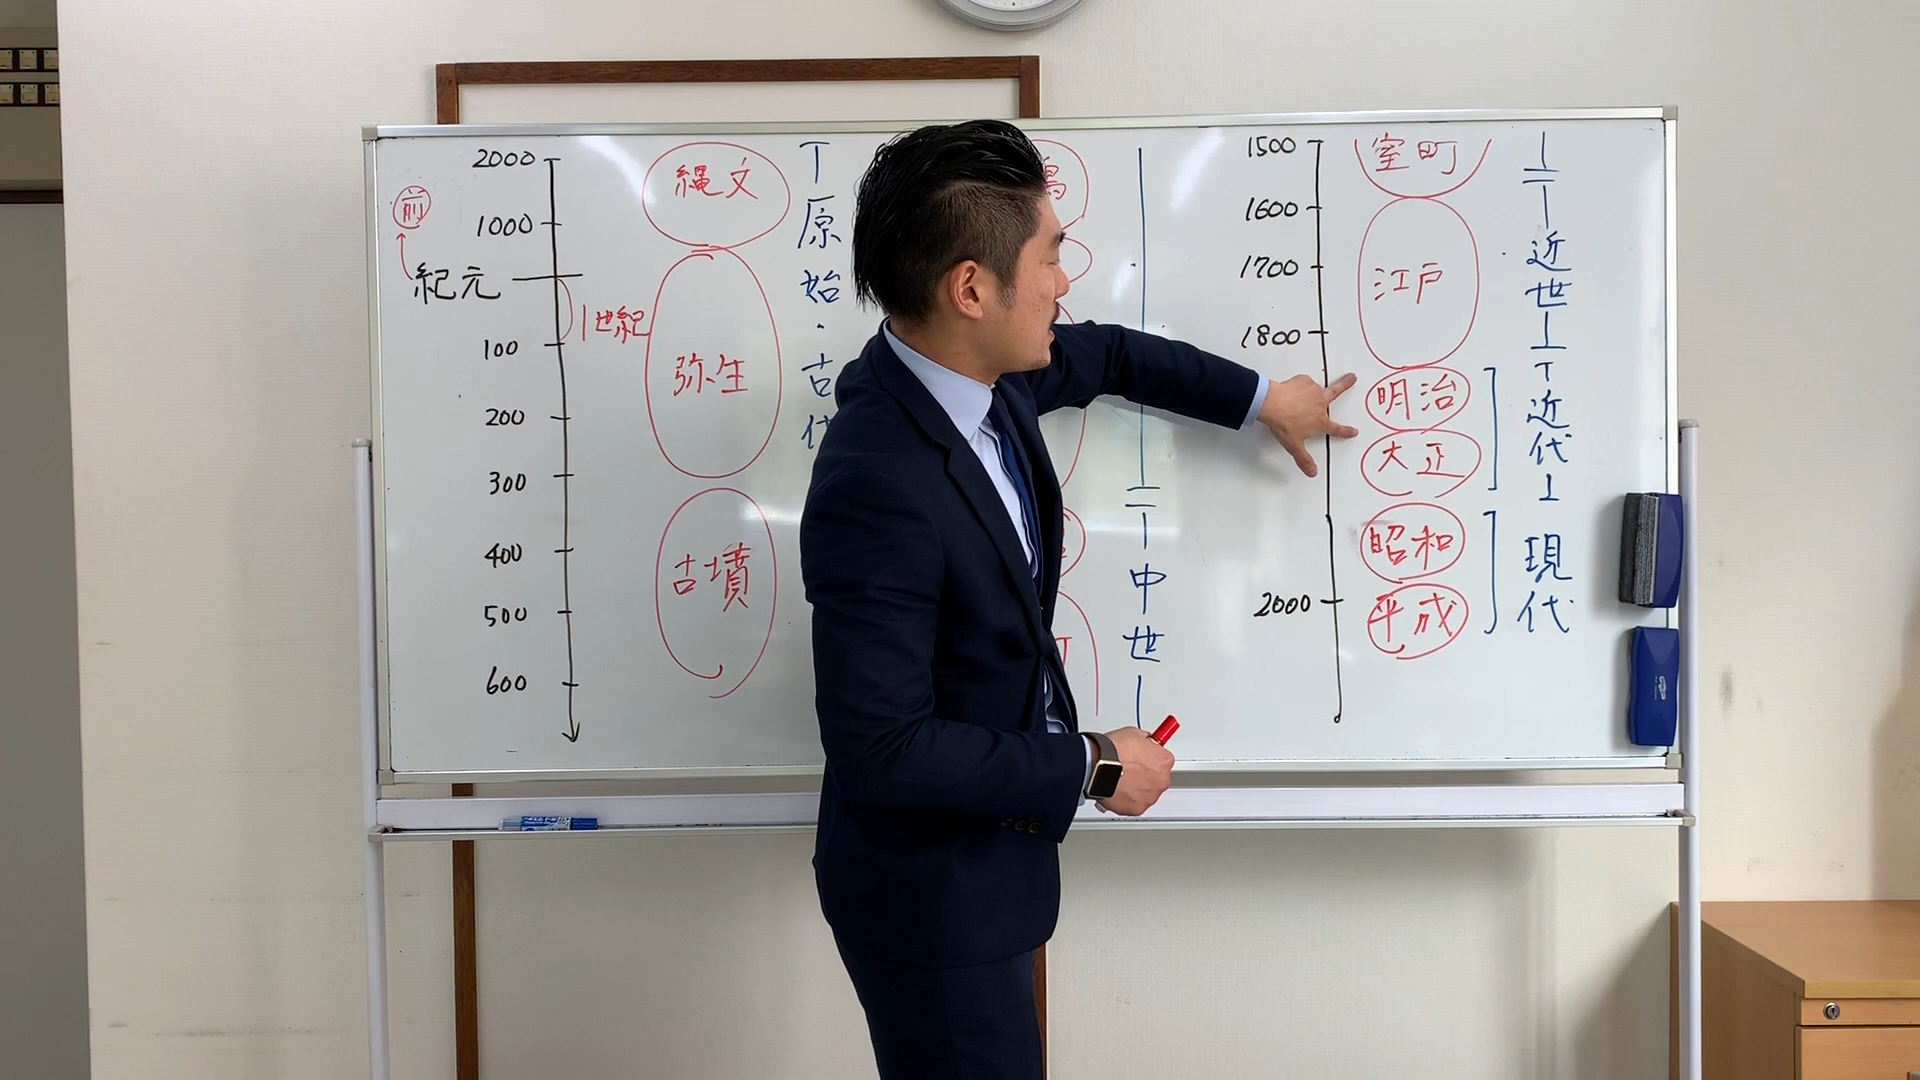 2000
1000
前
紀元
1世紀
100
200
300
400
500
600
縄文
弥生
古墳
原始・古代
中世
1500
1600
1700
1800
2000
室町
江戸
明治
大正
昭和
平成
近世
近代
現代